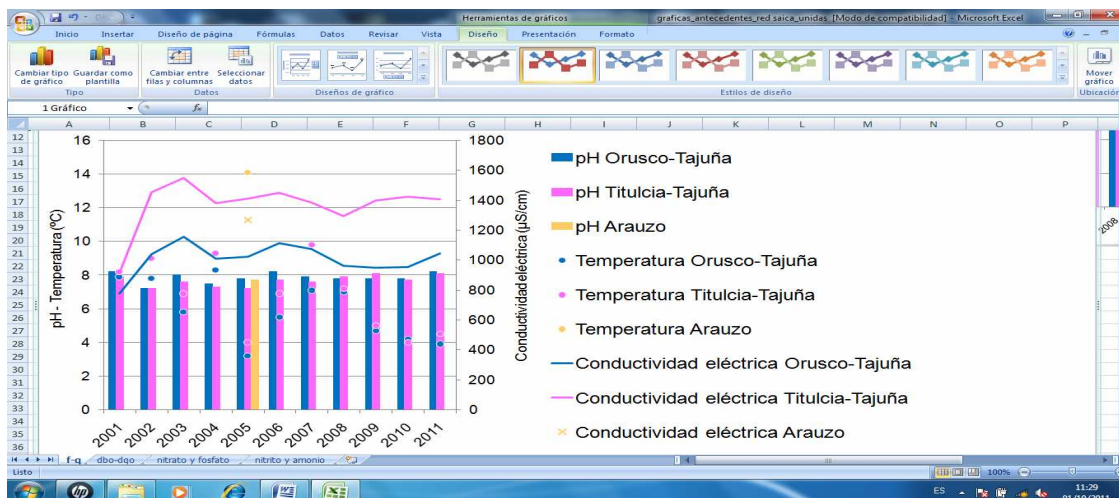 Herramientas de gráficos
graficas_antecedentes_red saica_unidas [Modo de compatibilidad] - Microsoft Excel
Inicio Insertar Diseño de página Fórmulas Datos Revisar Vista Diseño Presentación Formato
Cambiar tipo de gráfico
Guardar como plantilla
Cambiar entre filas y columnas
Seleccionar datos
Mover gráfico
Tipo Datos Diseños de gráfico Estilos de diseño Ubicación
1 Gráfico fx
A B C D E F G H I J K L M N O P
12
13
14
15
16
17
18
19
20
21
22
23
24
25
26
27
28
29
30
31
32
33
34
35
36
pH - Temperatura (ºC)
16
14
12
10
8
6
4
2
0
1800
1600
1400
1200
1000
800
600
400
200
0
Conductividad eléctrica (µS/cm)
2001 2002 2003 2004 2005 2006 2007 2008 2009 2010 2011
pH Orusco-Tajuña
pH Titulcia-Tajuña
pH Arauzo
Temperatura Orusco-Tajuña
Temperatura Titulcia-Tajuña
Temperatura Arauzo
Conductividad eléctrica Orusco-Tajuña
Conductividad eléctrica Titulcia-Tajuña
Conductividad eléctrica Arauzo
2008
f-q dbo-dqo nitrato y fosfato nitrito y amonio
Listo 100%
hp W ES 11:29